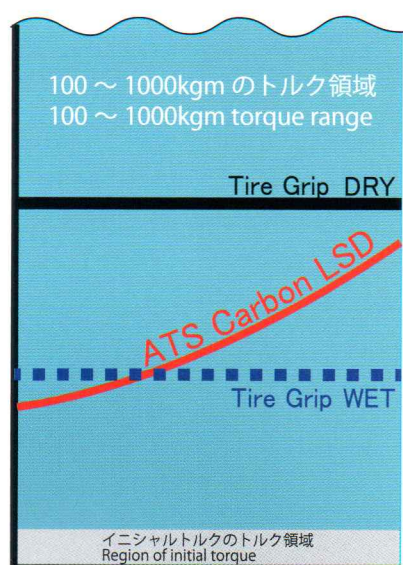 100 ～ 1000kgm のトルク領域
100 ～ 1000kgm torque range
Tire Grip DRY
ATS Carbon LSD
Tire Grip WET
イニシャルトルクのトルク領域
Region of initial torque